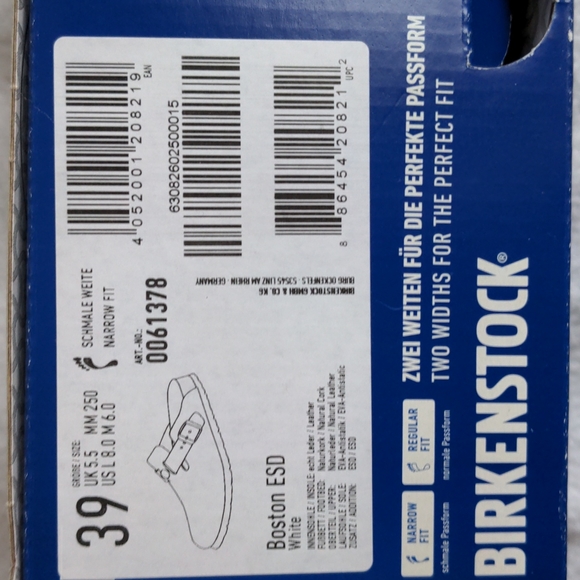 GRÖßE / SIZE:
39
UK 5.5 MM 250
US L 8.0 M 6.0
SCHMALE WEITE
NARROW FIT
ART.-NO.:
0061378
4 052001 208219
EAN
63082602500015
8 86454 20821 2
UPC
BIRKENSTOCK GMBH & CO. KG
BURG OCKENFELS · 53545 LINZ AM RHEIN · GERMANY
Boston ESD
White
INNENSOHLE / INSOLE: echt Leder / Leather
FUßBETT / FOOTBED: Naturkork / Natural Cork
OBERTEIL / UPPER: Naturleder / Natural Leather
LAUFSOHLE / SOLE: EVA-Antistatik / EVA-Antistatic
ZUSATZ / ADDITION: ESD / ESD
ZWEI WEITEN FÜR DIE PERFEKTE PASSFORM
TWO WIDTHS FOR THE PERFECT FIT
NARROW FIT
schmale Passform
REGULAR FIT
normale Passform
BIRKENSTOCK®